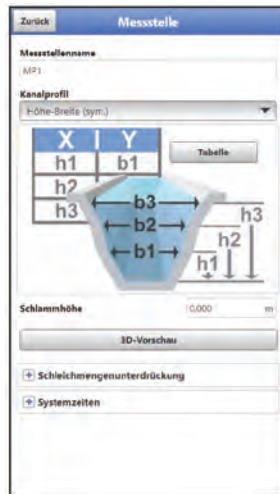 Zurück Messstelle
Messstellenname
MP1
Kanalprofil
Höhe-Breite (sym.)
X Y
h1 b1
h2
h3
Tabelle
b3
b2
b1
h3
h2
h1
Schlammhöhe 0,000 m
3D-Vorschau
+ Schleichmengenunterdrückung
+ Systemzeiten